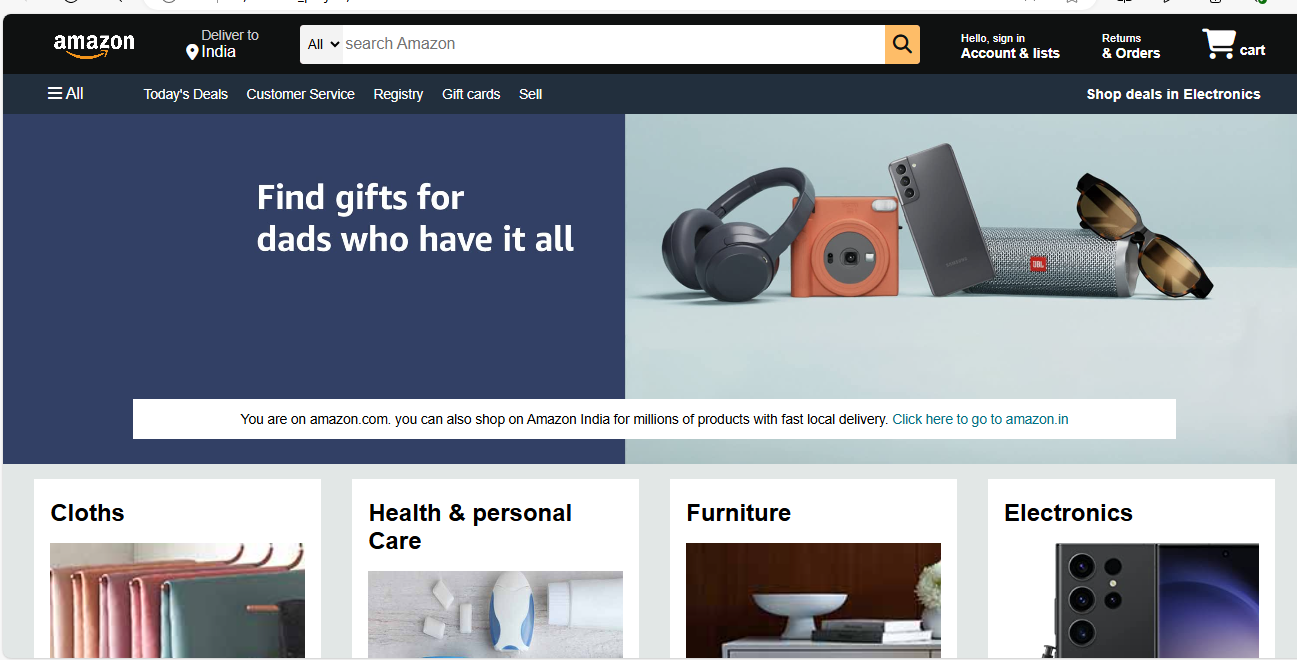 amazon
Deliver to
India
All
search Amazon
Hello, sign in
Account & lists
Returns
& Orders
cart
All
Today's Deals
Customer Service
Registry
Gift cards
Sell
Shop deals in Electronics
Find gifts for
dads who have it all
SAMSUNG
JBL
You are on amazon.com. you can also shop on Amazon India for millions of products with fast local delivery. Click here to go to amazon.in
Cloths
Health & personal
Care
Furniture
Electronics